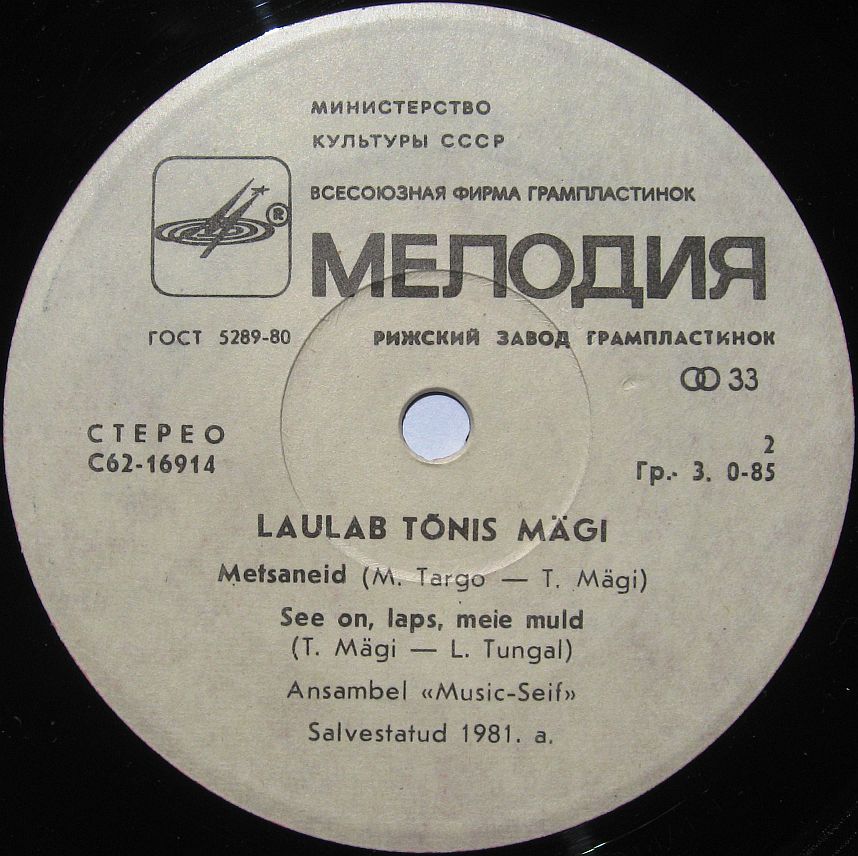 МИНИСТЕРСТВО
КУЛЬТУРЫ СССР
ВСЕСОЮЗНАЯ ФИРМА ГРАМПЛАСТИНОК
®
МЕЛОДИЯ
ГОСТ 5289-80 РИЖСКИЙ ЗАВОД ГРАМПЛАСТИНОК
33
СТЕРЕО
С62-16914
2
Гр.- 3. 0-85
LAULAB TÕNIS MÄGI
Metsaneid (M. Targo — T. Mägi)
See on, laps, meie muld
(T. Mägi — L. Tungal)
Ansambel «Music-Seif»
Salvestatud 1981. a.